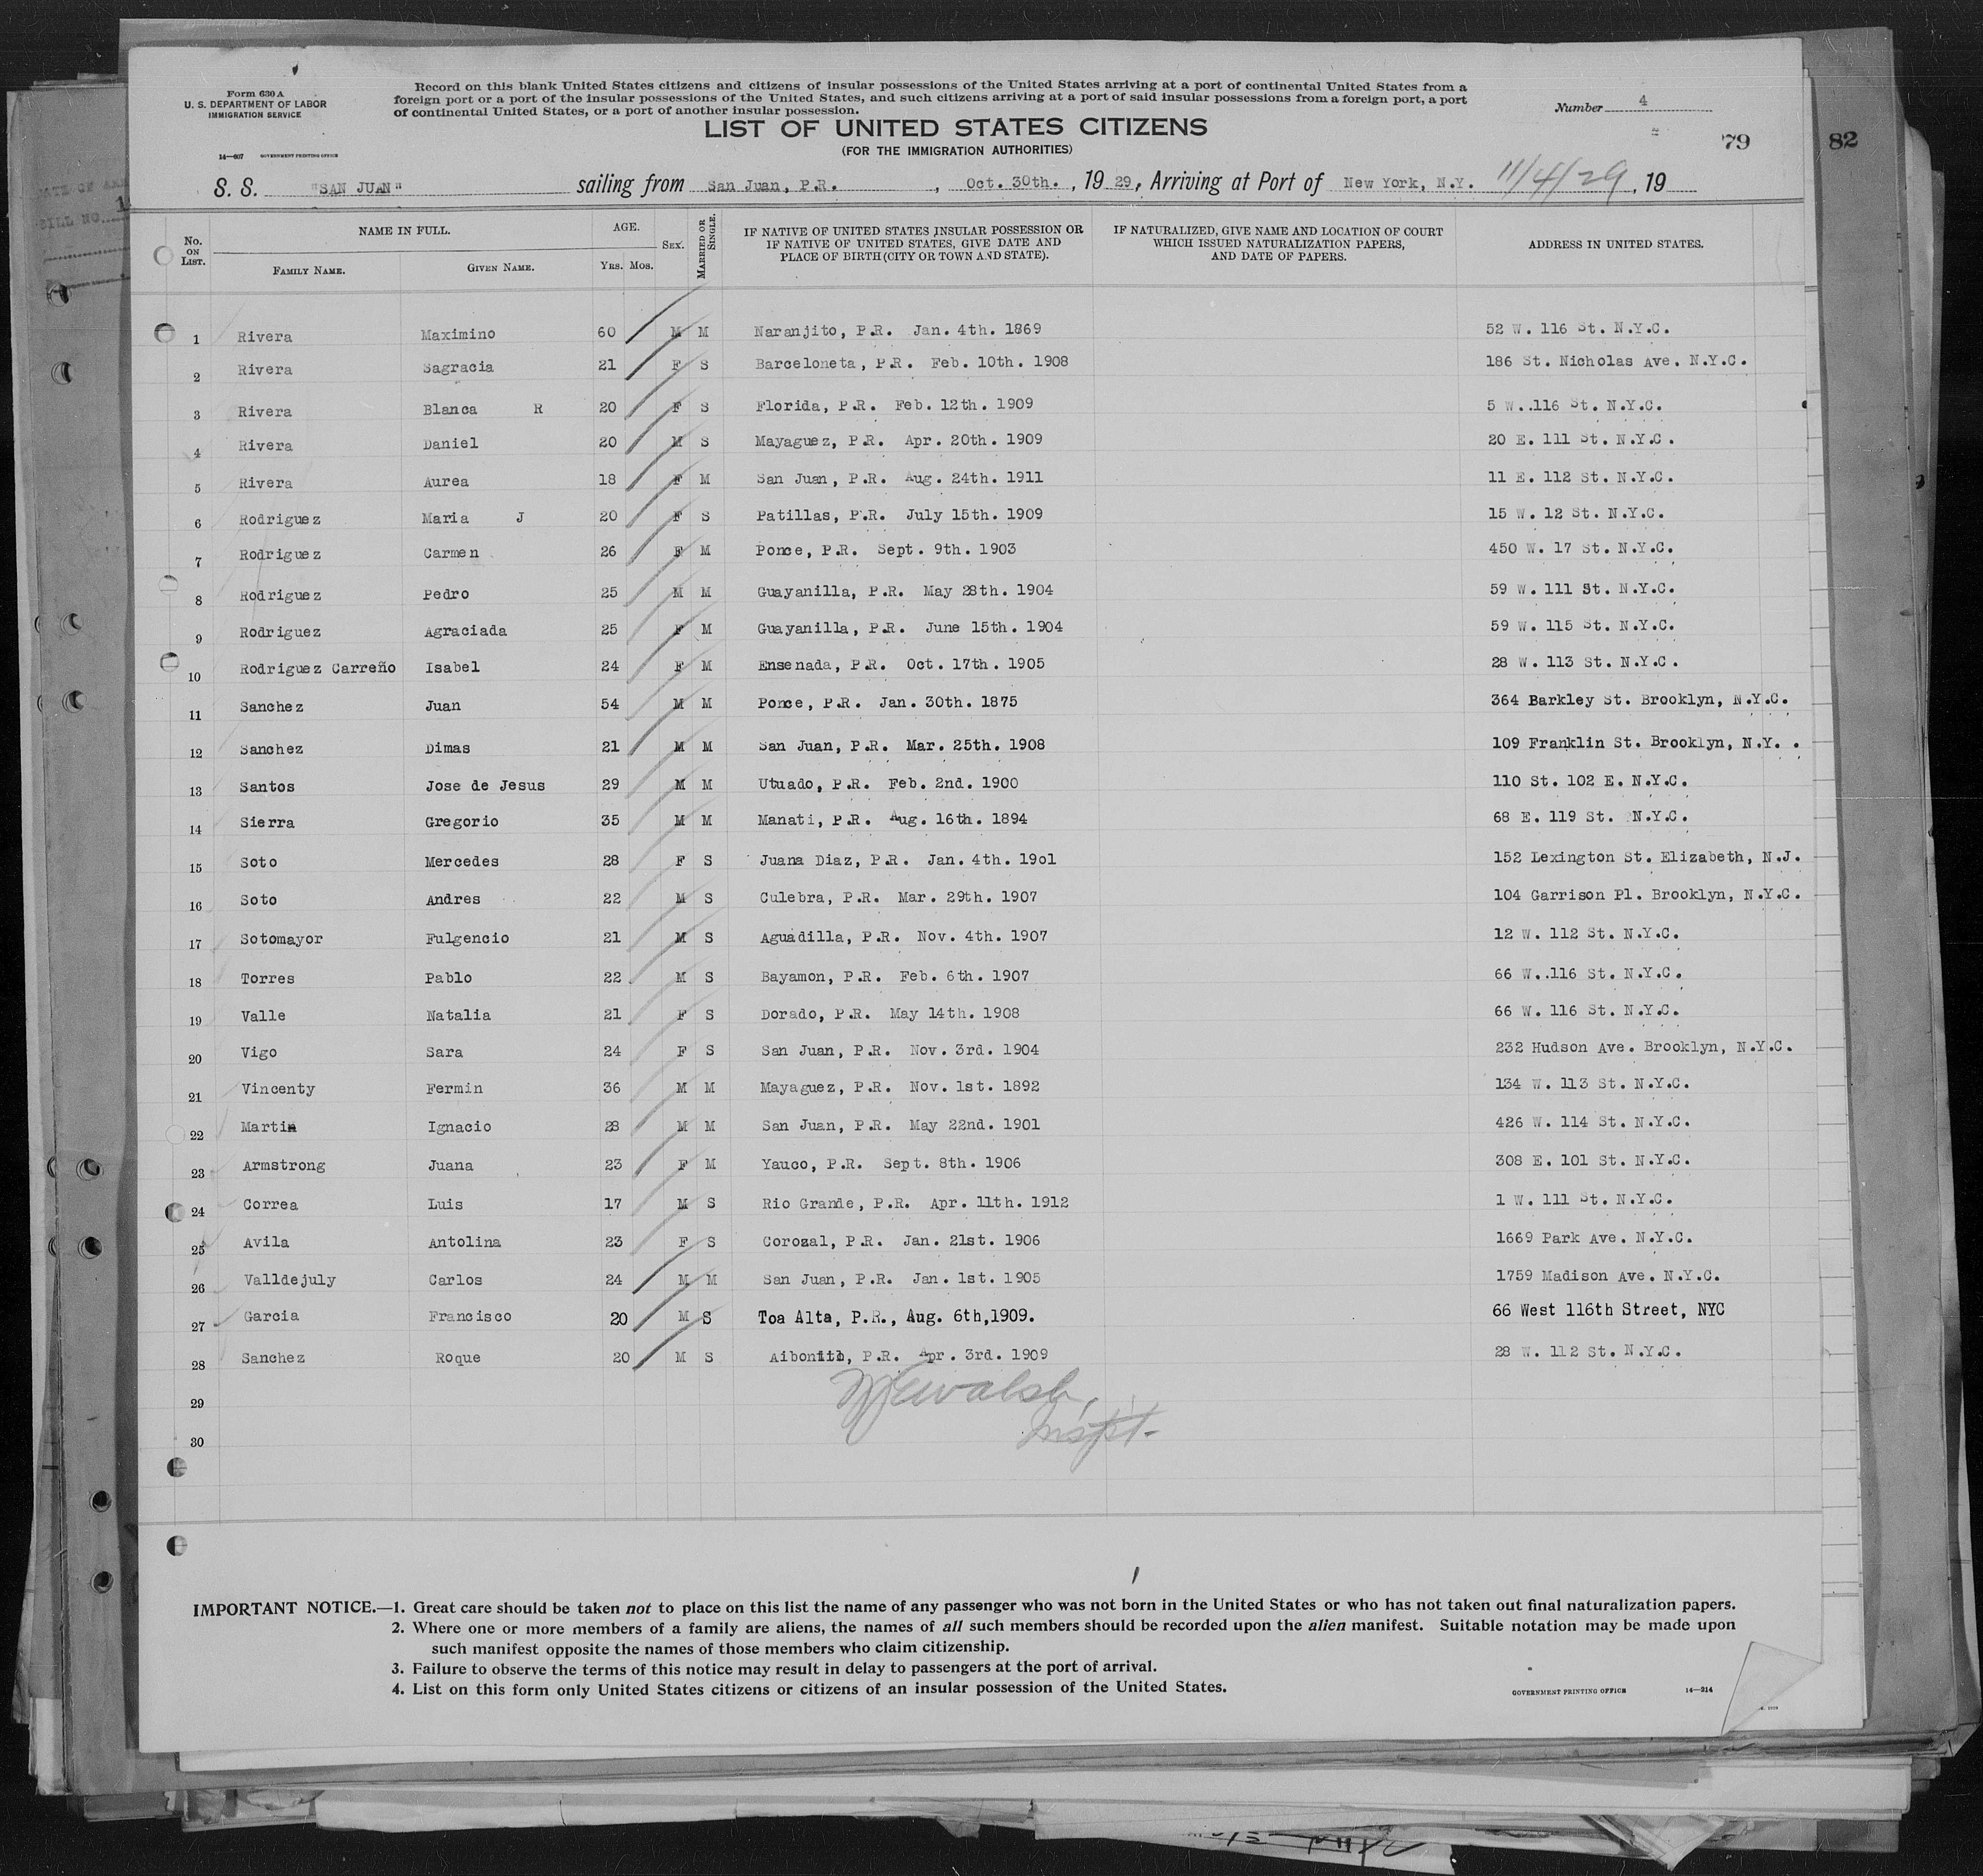 Form 630 A
U. S. DEPARTMENT OF LABOR
IMMIGRATION SERVICE
14—607 GOVERNMENT PRINTING OFFICE
Record on this blank United States citizens and citizens of insular possessions of the United States arriving at a port of continental United States from a
foreign port or a port of the insular possessions of the United States, and such citizens arriving at a port of said insular possessions from a foreign port, a port
of continental United States, or a port of another insular possession.
Number 4
LIST OF UNITED STATES CITIZENS
(FOR THE IMMIGRATION AUTHORITIES)
79 82
S. S. "SAN JUAN" sailing from San Juan, P.R. , Oct. 30th. , 19 29, Arriving at Port of New York, N.Y. 11/4/29 , 19
No. ON LIST. NAME IN FULL. FAMILY NAME. GIVEN NAME. AGE. YRS. MOS. SEX. MARRIED OR SINGLE. IF NATIVE OF UNITED STATES INSULAR POSSESSION OR IF NATIVE OF UNITED STATES, GIVE DATE AND PLACE OF BIRTH (CITY OR TOWN AND STATE). IF NATURALIZED, GIVE NAME AND LOCATION OF COURT WHICH ISSUED NATURALIZATION PAPERS, AND DATE OF PAPERS. ADDRESS IN UNITED STATES.
1 Rivera Maximino 60 M M Naranjito, P.R. Jan. 4th. 1869 52 W. 116 St. N.Y.C.
2 Rivera Sagracia 21 F S Barceloneta, P.R. Feb. 10th. 1908 186 St. Nicholas Ave. N.Y.C.
3 Rivera Blanca R 20 F S Florida, P.R. Feb. 12th. 1909 5 W..116 St. N.Y.C.
4 Rivera Daniel 20 M S Mayaguez, P.R. Apr. 20th. 1909 20 E. 111 St. N.Y.C.
5 Rivera Aurea 18 F M San Juan, P.R. Aug. 24th. 1911 11 E. 112 St. N.Y.C.
6 Rodriguez Maria J 20 F S Patillas, P.R. July 15th. 1909 15 W. 12 St. N.Y.C.
7 Rodriguez Carmen 26 F M Ponce, P.R. Sept. 9th. 1903 450 W. 17 St. N.Y.C.
8 Rodriguez Pedro 25 M M Guayanilla, P.R. May 28th. 1904 59 W. 111 St. N.Y.C.
9 Rodriguez Agraciada 25 F M Guayanilla, P.R. June 15th. 1904 59 W. 115 St. N.Y.C.
10 Rodriguez Carreño Isabel 24 F M Ensenada, P.R. Oct. 17th. 1905 28 W. 113 St. N.Y.C.
11 Sanchez Juan 54 M M Ponce, P.R. Jan. 30th. 1875 364 Barkley St. Brooklyn, N.Y.C.
12 Sanchez Dimas 21 M M San Juan, P.R. Mar. 25th. 1908 109 Franklin St. Brooklyn, N.Y. .
13 Santos Jose de Jesus 29 M M Utuado, P.R. Feb. 2nd. 1900 110 St. 102 E. N.Y.C.
14 Sierra Gregorio 35 M M Manati, P.R. Aug. 16th. 1894 68 E. 119 St. N.Y.C.
15 Soto Mercedes 28 F S Juana Diaz, P.R. Jan. 4th. 19o1 152 Lexington St. Elizabeth, N.J.
16 Soto Andres 22 M S Culebra, P.R. Mar. 29th. 1907 104 Garrison Pl. Brooklyn, N.Y.C.
17 Sotomayor Fulgencio 21 M S Aguadilla, P.R. Nov. 4th. 1907 12 W. 112 St. N.Y.C.
18 Torres Pablo 22 M S Bayamon, P.R. Feb. 6th. 1907 66 W..116 St. N.Y.C.
19 Valle Natalia 21 F S Dorado, P.R. May 14th. 1908 66 W. 116 St. N.Y.C.
20 Vigo Sara 24 F S San Juan, P.R. Nov. 3rd. 1904 232 Hudson Ave. Brooklyn, N.Y.C.
21 Vincenty Fermin 36 M M Mayaguez, P.R. Nov. 1st. 1892 134 W. 113 St. N.Y.C.
22 Martin Ignacio 28 M M San Juan, P.R. May 22nd. 1901 426 W. 114 St. N.Y.C.
23 Armstrong Juana 23 F M Yauco, P.R. Sept. 8th. 1906 308 E. 101 St. N.Y.C.
24 Correa Luis 17 M S Rio Grande, P.R. Apr. 11th. 1912 1 W. 111 St. N.Y.C.
25 Avila Antolina 23 F S Corozal, P.R. Jan. 21st. 1906 1669 Park Ave. N.Y.C.
26 Valldejuly Carlos 24 M M San Juan, P.R. Jan. 1st. 1905 1759 Madison Ave. N.Y.C.
27 Garcia Francisco 20 M S Toa Alta, P.R., Aug. 6th,1909. 66 West 116th Street, NYC
28 Sanchez Roque 20 M S Aibonito, P.R. Apr. 3rd. 1909 28 W. 112 St. N.Y.C.
29 Walsh,
30 Inspt.
IMPORTANT NOTICE.—1. Great care should be taken not to place on this list the name of any passenger who was not born in the United States or who has not taken out final naturalization papers.
2. Where one or more members of a family are aliens, the names of all such members should be recorded upon the alien manifest. Suitable notation may be made upon
such manifest opposite the names of those members who claim citizenship.
3. Failure to observe the terms of this notice may result in delay to passengers at the port of arrival.
4. List on this form only United States citizens or citizens of an insular possession of the United States.
GOVERNMENT PRINTING OFFICE 14—214